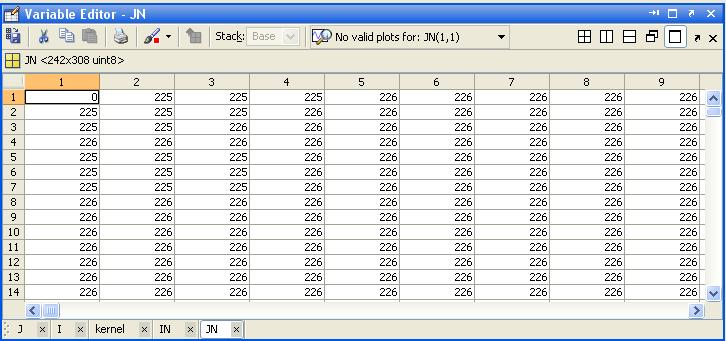 Variable Editor - JN
Stack: Base No valid plots for: JN(1,1)
JN <242x308 uint8>
1 2 3 4 5 6 7 8 9
1 0 225 225 225 226 226 226 226 226
2 225 225 225 226 226 226 226 226 226
3 225 225 226 226 226 226 226 226 226
4 226 226 226 226 226 226 226 226 226
5 225 225 225 226 226 226 226 226 226
6 225 225 225 226 226 226 226 226 226
7 225 225 225 226 226 226 226 226 226
8 226 226 226 226 226 226 226 226 226
9 226 226 226 226 226 226 226 226 226
10 226 226 226 226 226 226 226 226 226
11 226 226 226 226 226 226 226 226 226
12 226 226 226 226 226 226 226 226 226
13 226 226 226 226 226 226 226 226 226
14 226 226 226 226 226 226 226 226 226
J I kernel IN JN